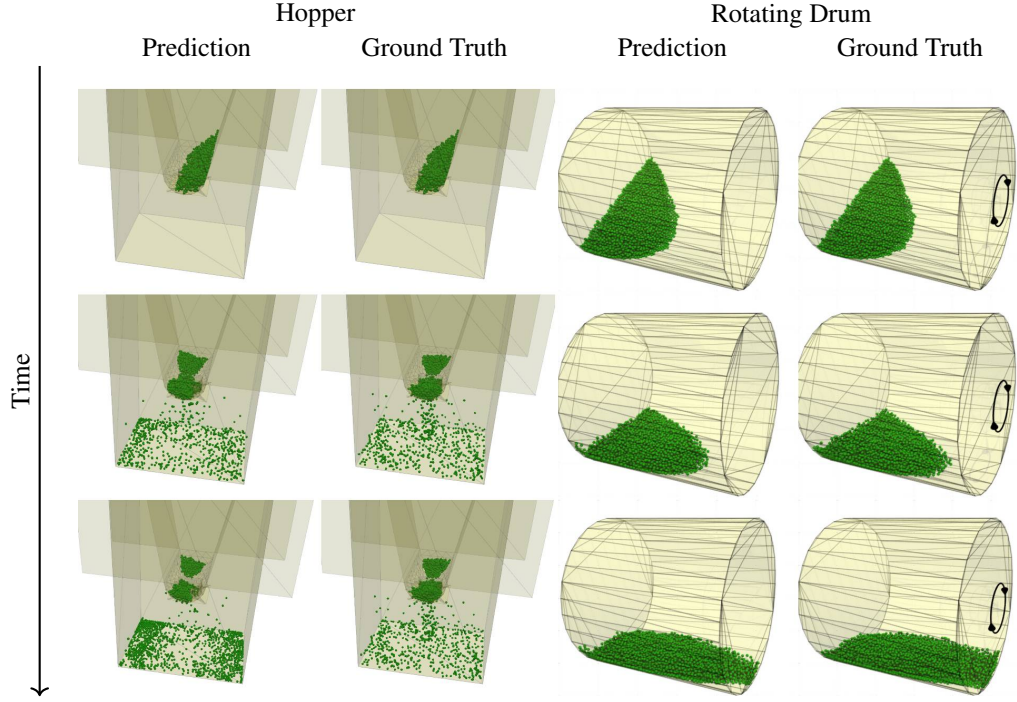 Hopper
Rotating Drum
Prediction
Ground Truth
Prediction
Ground Truth
Time